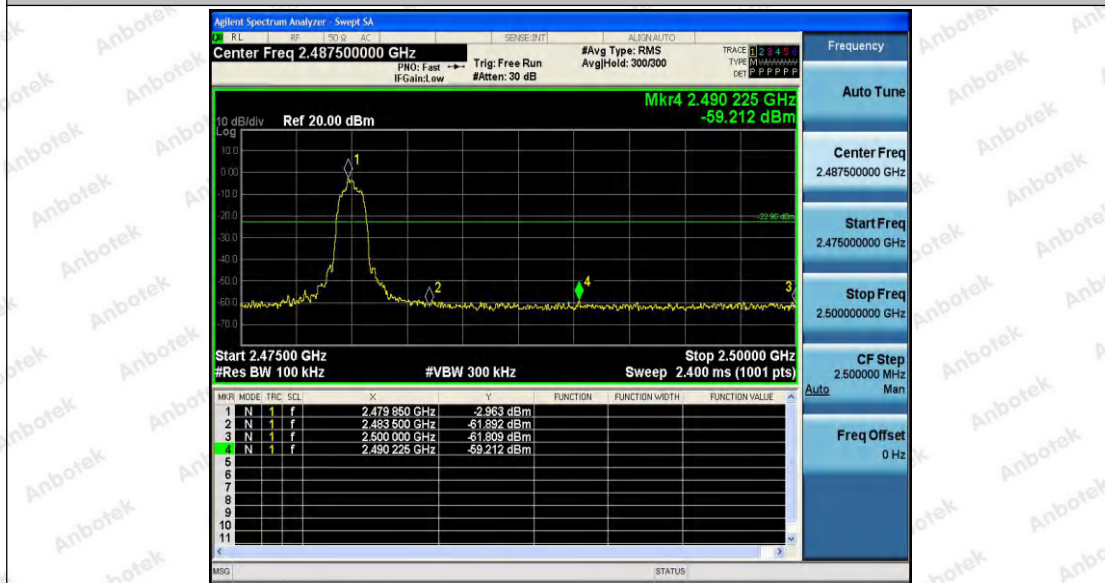 Agilent Spectrum Analyzer - Swept SA
RL RF 50 Ω AC SENSE:INT ALIGNAUTO
Center Freq 2.487500000 GHz
PNO: Fast
IFGain:Low
Trig: Free Run
#Atten: 30 dB
#Avg Type: RMS
Avg|Hold: 300/300
TRACE 1 2 3 4 5 6
TYPE M
DET P P P P P P
Mkr4 2.490 225 GHz
-59.212 dBm
10 dB/div Ref 20.00 dBm
Log
10.0
0.00
-10.0
-20.0
-30.0
-40.0
-50.0
-60.0
-70.0
1
2
4
3
-22.96 dBm
Start 2.47500 GHz
Stop 2.50000 GHz
#Res BW 100 kHz
#VBW 300 kHz
Sweep 2.400 ms (1001 pts)
MKR MODE TRC SCL X Y FUNCTION FUNCTION WIDTH FUNCTION VALUE
1 N 1 f 2.479 850 GHz -2.963 dBm
2 N 1 f 2.483 500 GHz -61.892 dBm
3 N 1 f 2.500 000 GHz -61.809 dBm
4 N 1 f 2.490 225 GHz -59.212 dBm
5
6
7
8
9
10
11
MSG
STATUS
Frequency
Auto Tune
Center Freq
2.487500000 GHz
Start Freq
2.475000000 GHz
Stop Freq
2.500000000 GHz
CF Step
2.500000 MHz
Auto Man
Freq Offset
0 Hz
Anbotek